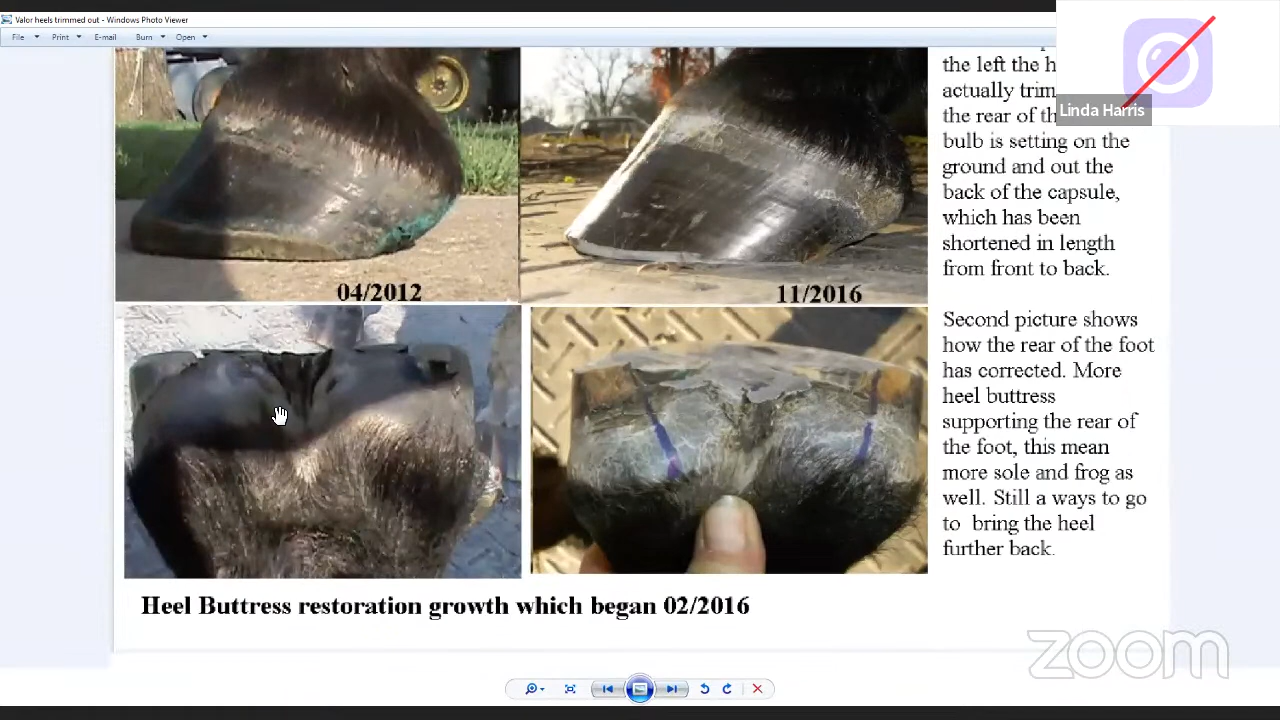 Valor heels trimmed out - Windows Photo Viewer
File Print E-mail Burn Open
Linda Harris
the left the
actually trim
the rear of
bulb is setting on the
ground and out the
back of the capsule,
which has been
shortened in length
from front to back.
04/2012
11/2016
Second picture shows
how the rear of the foot
has corrected. More
heel buttress
supporting the rear of
the foot, this mean
more sole and frog as
well. Still a ways to go
to bring the heel
further back.
Heel Buttress restoration growth which began 02/2016
zoom